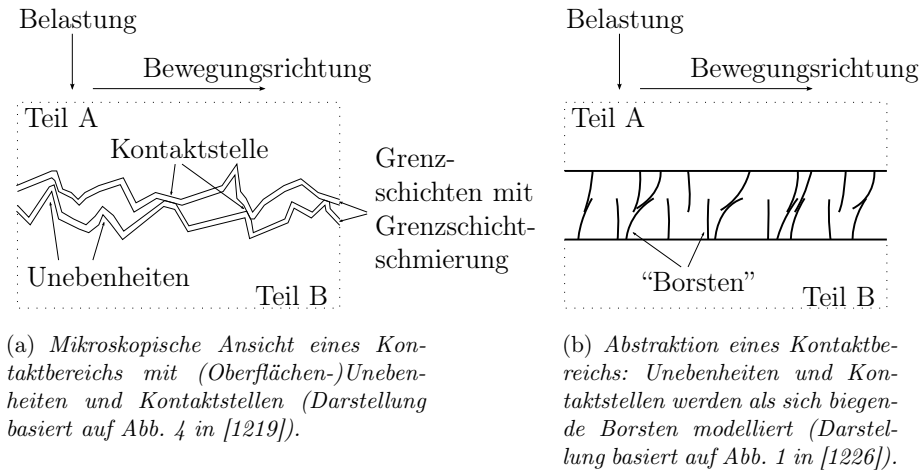 Belastung
Bewegungsrichtung
Teil A
Kontaktstelle
Grenz-
schichten mit
Grenzschicht-
schmierung
Unebenheiten
Teil B
(a) Mikroskopische Ansicht eines Kon-
taktbereichs mit (Oberflächen-)Uneben-
heiten und Kontaktstellen (Darstellung
basiert auf Abb. 4 in [1219]).
Belastung
Bewegungsrichtung
Teil A
“Borsten”
Teil B
(b) Abstraktion eines Kontaktbe-
reichs: Unebenheiten und Kon-
taktstellen werden als sich biegen-
de Borsten modelliert (Darstel-
lung basiert auf Abb. 1 in [1226]).